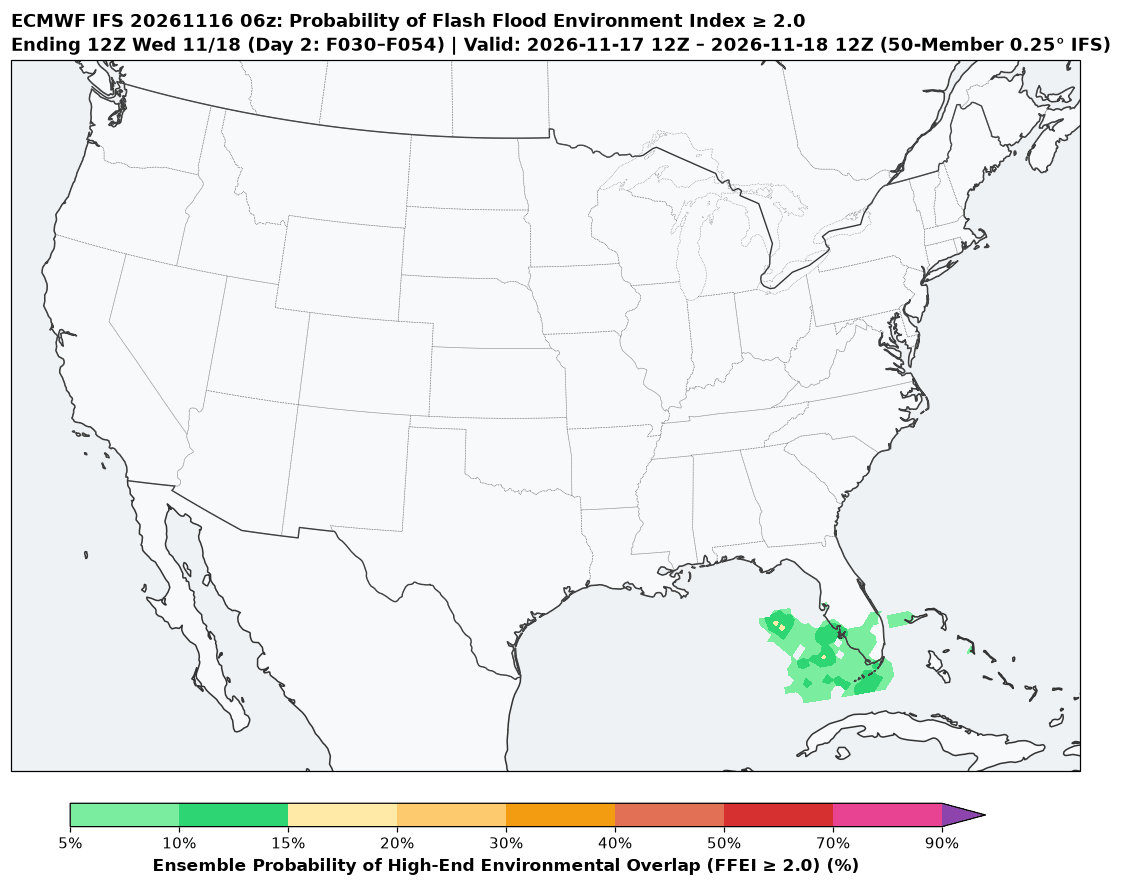 ECMWF IFS 20261116 06z: Probability of Flash Flood Environment Index ≥ 2.0
Ending 12Z Wed 11/18 (Day 2: F030–F054) | Valid: 2026-11-17 12Z – 2026-11-18 12Z (50-Member 0.25° IFS)
5% 10% 15% 20% 30% 40% 50% 70% 90%
Ensemble Probability of High-End Environmental Overlap (FFEI ≥ 2.0) (%)